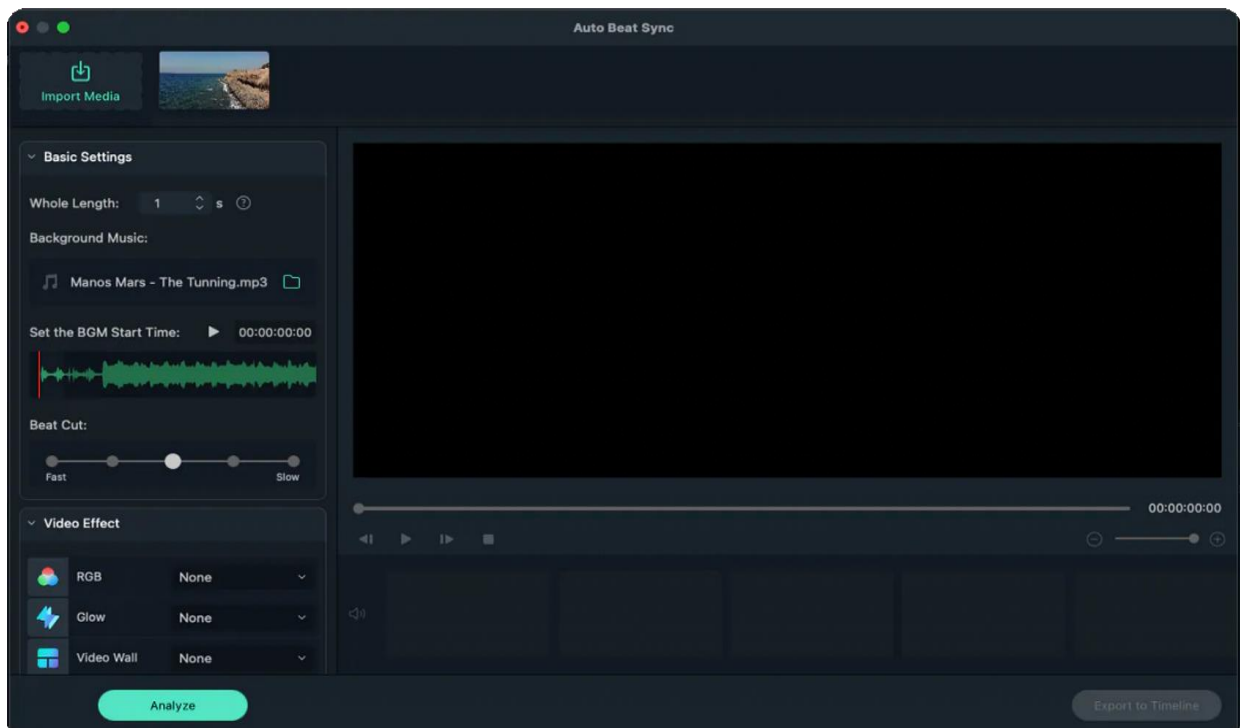 Auto Beat Sync
Import Media
Basic Settings
Whole Length: 1 s
Background Music:
Manos Mars - The Tunning.mp3
Set the BGM Start Time: 00:00:00:00
Beat Cut:
Fast Slow
00:00:00:00
Video Effect
RGB None
Glow None
Video Wall None
Analyze
Export to Timeline